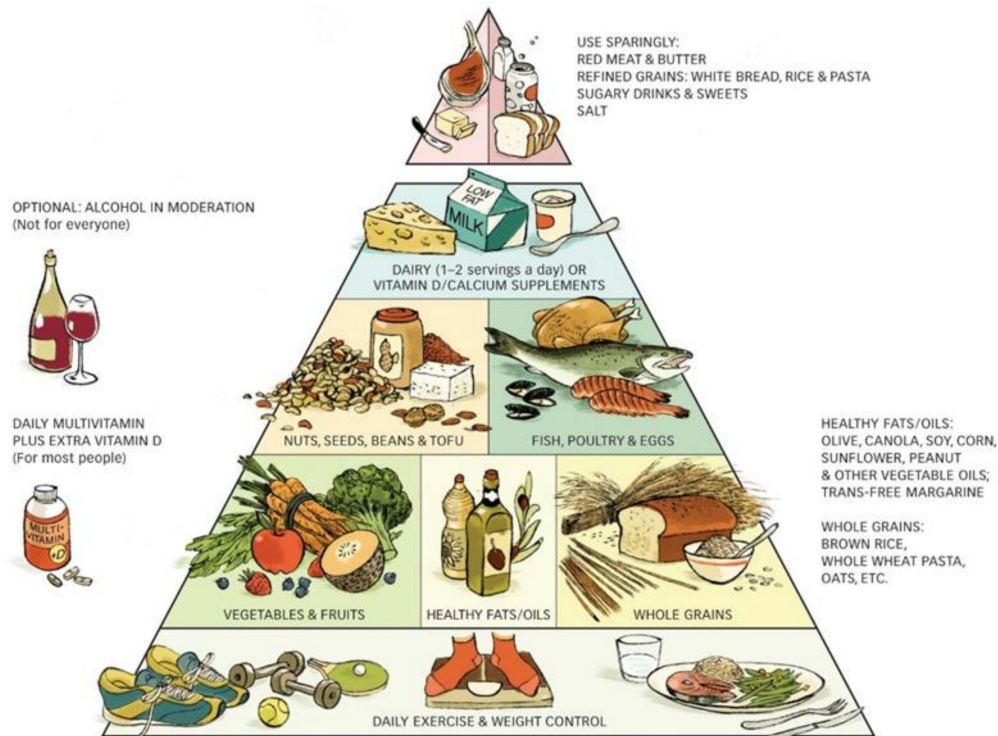 USE SPARINGLY:
RED MEAT & BUTTER
REFINED GRAINS: WHITE BREAD, RICE & PASTA
SUGARY DRINKS & SWEETS
SALT
OPTIONAL: ALCOHOL IN MODERATION
(Not for everyone)
LOW
FAT
MILK
DAIRY (1–2 servings a day) OR
VITAMIN D/CALCIUM SUPPLEMENTS
NUTS, SEEDS, BEANS & TOFU
FISH, POULTRY & EGGS
DAILY MULTIVITAMIN
PLUS EXTRA VITAMIN D
(For most people)
MULTI-
VITAMIN
+D
HEALTHY FATS/OILS:
OLIVE, CANOLA, SOY, CORN,
SUNFLOWER, PEANUT
& OTHER VEGETABLE OILS;
TRANS-FREE MARGARINE
WHOLE GRAINS:
BROWN RICE,
WHOLE WHEAT PASTA,
OATS, ETC.
VEGETABLES & FRUITS
HEALTHY FATS/OILS
WHOLE GRAINS
DAILY EXERCISE & WEIGHT CONTROL